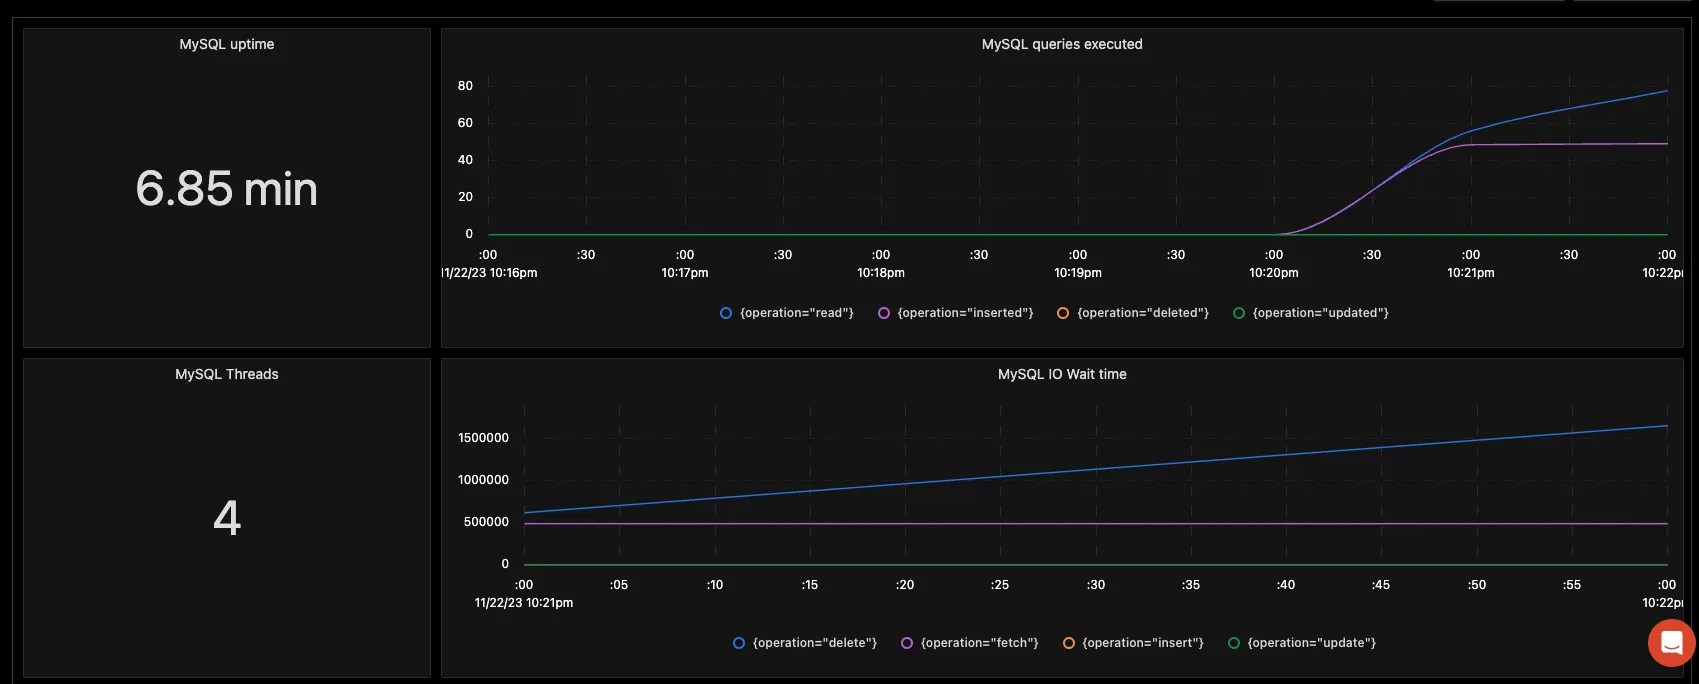 MySQL uptime
6.85 min
MySQL queries executed
80
60
40
20
0
:00 :30 :00 :30 :00 :30 :00 :30 :00 :30 :00 :30 :00
11/22/23 10:16pm 10:17pm 10:18pm 10:19pm 10:20pm 10:21pm 10:22pm
{operation="read"} {operation="inserted"} {operation="deleted"} {operation="updated"}
MySQL Threads
4
MySQL IO Wait time
1500000
1000000
500000
0
:00 :05 :10 :15 :20 :25 :30 :35 :40 :45 :50 :55 :00
11/22/23 10:21pm 10:22pm
{operation="delete"} {operation="fetch"} {operation="insert"} {operation="update"}